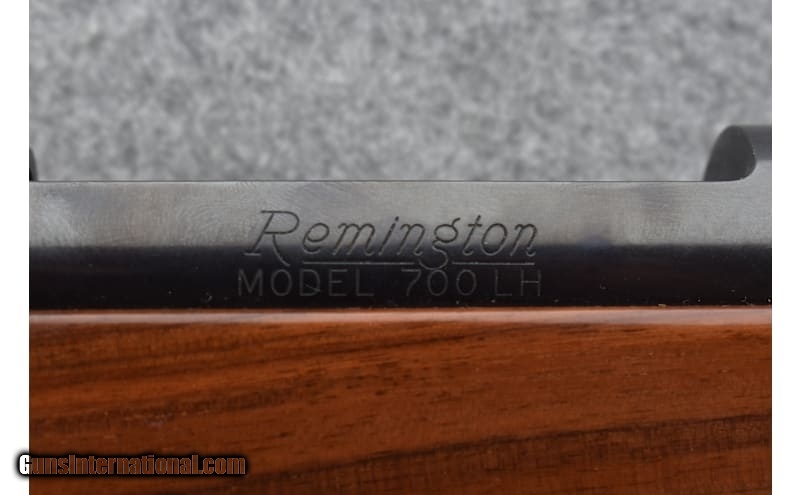 Remington
MODEL 700 LH
GunsInternational.com